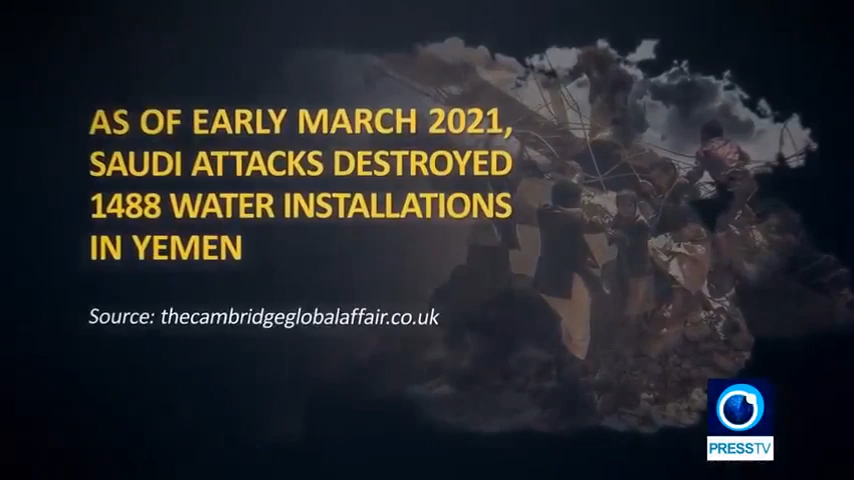 AS OF EARLY MARCH 2021,
SAUDI ATTACKS DESTROYED
1488 WATER INSTALLATIONS
IN YEMEN
Source: thecambridgeglobalaffair.co.uk
PRESSTV